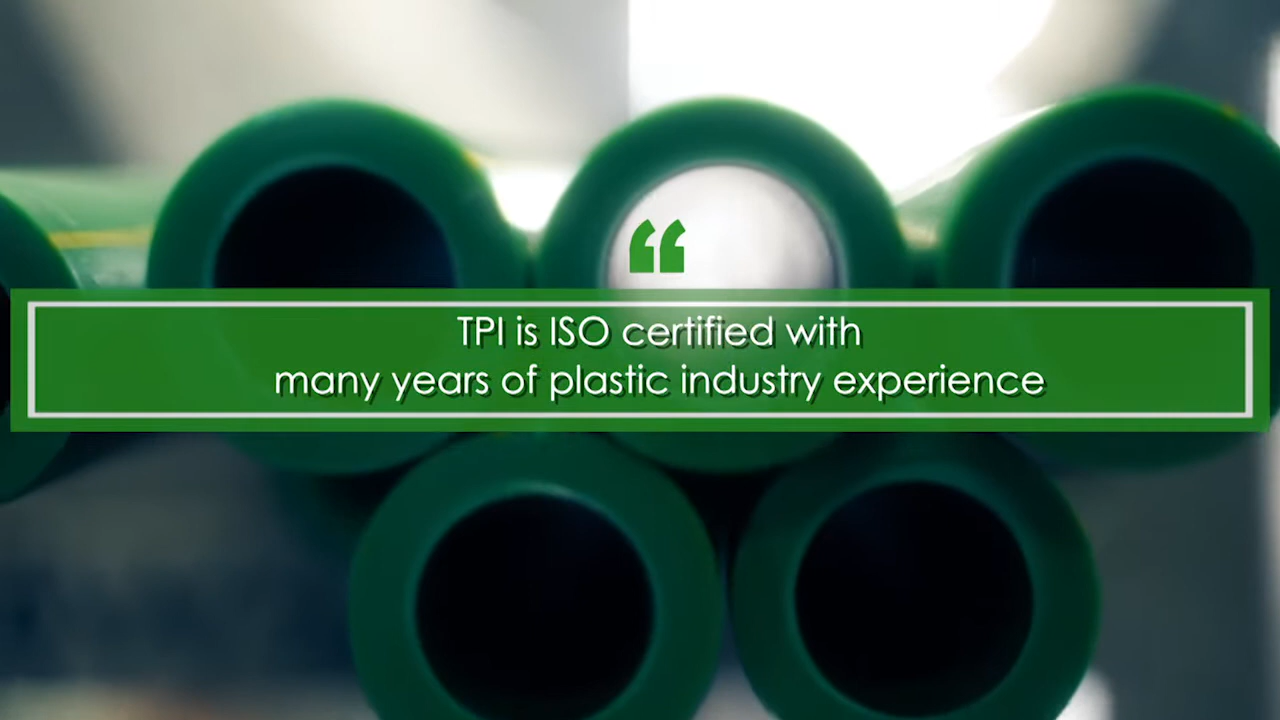 “
TPI is ISO certified with
many years of plastic industry experience